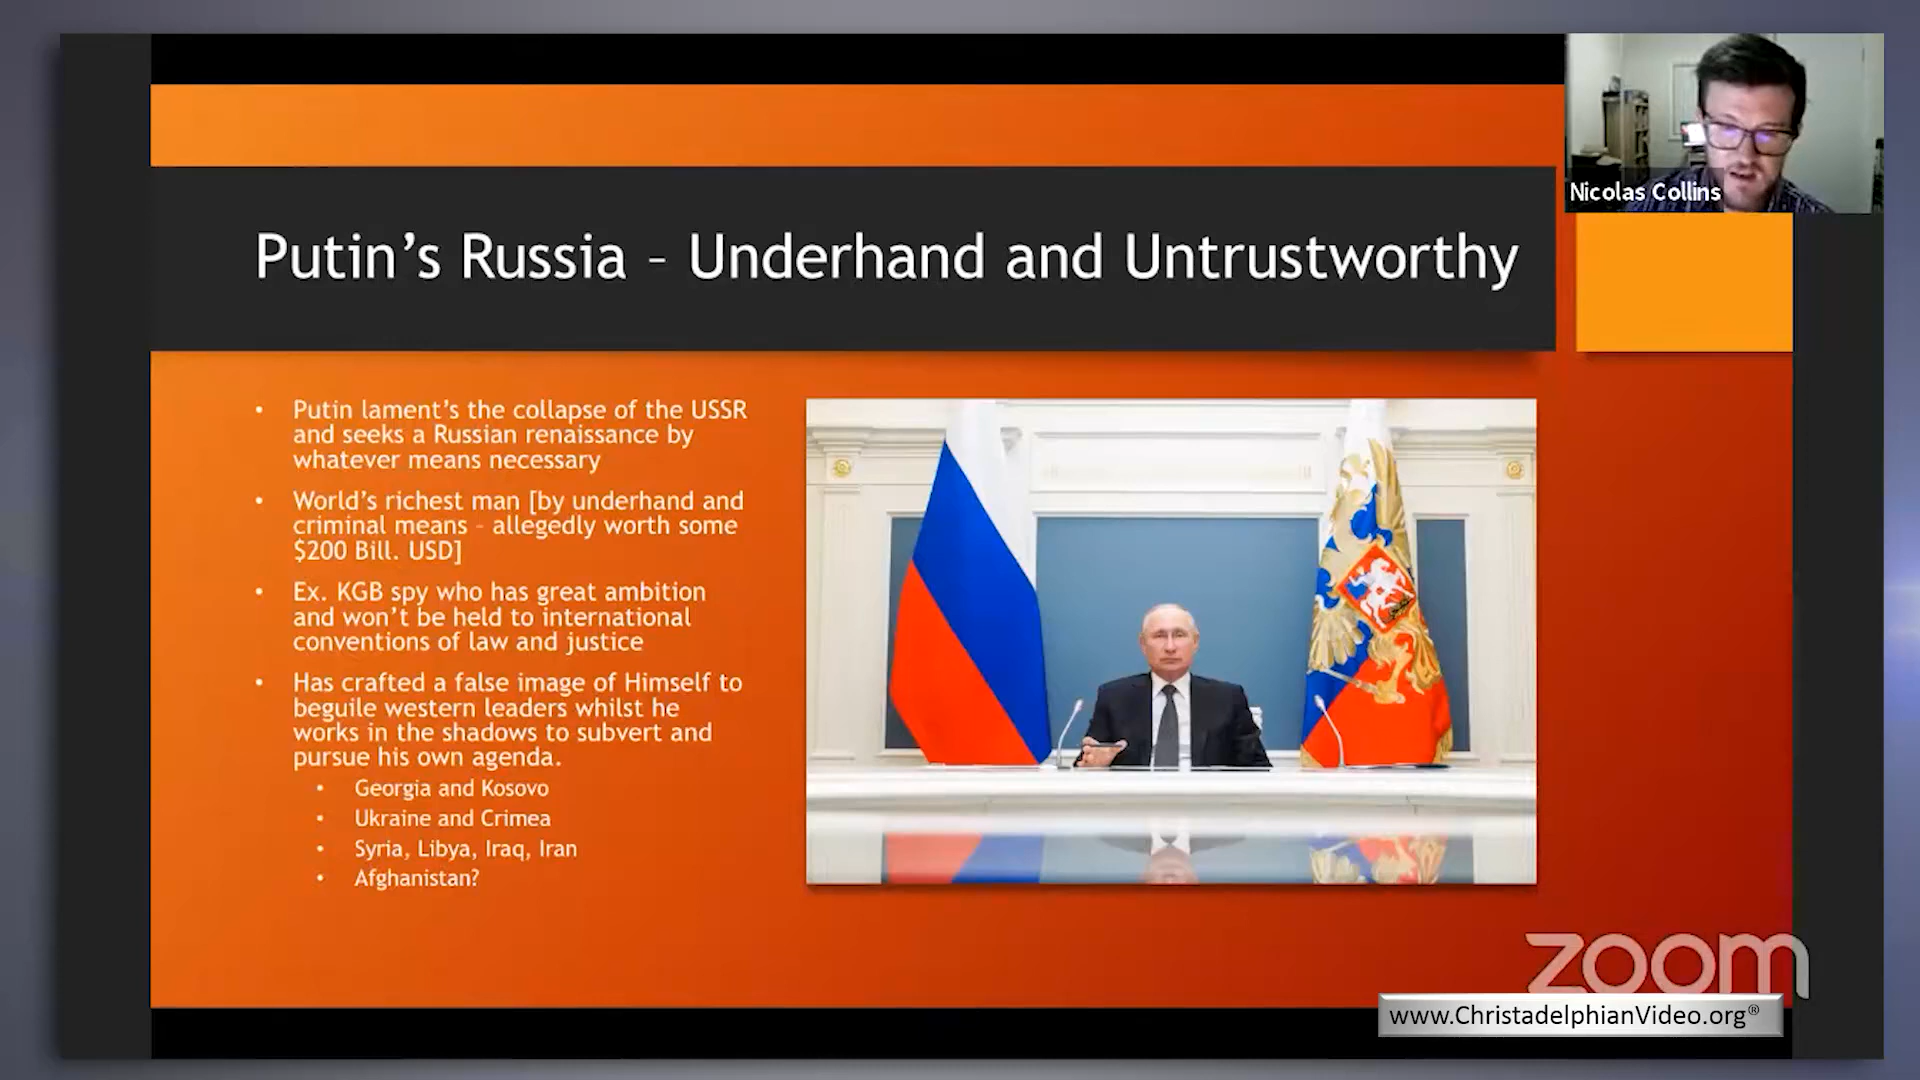 Nicolas Collins
Putin’s Russia – Underhand and Untrustworthy
• Putin lament’s the collapse of the USSR
and seeks a Russian renaissance by
whatever means necessary
• World’s richest man [by underhand and
criminal means – allegedly worth some
$200 Bill. USD]
• Ex. KGB spy who has great ambition
and won’t be held to international
conventions of law and justice
• Has crafted a false image of Himself to
beguile western leaders whilst he
works in the shadows to subvert and
pursue his own agenda.
• Georgia and Kosovo
• Ukraine and Crimea
• Syria, Libya, Iraq, Iran
• Afghanistan?
zoom
www.ChristadelphianVideo.org®